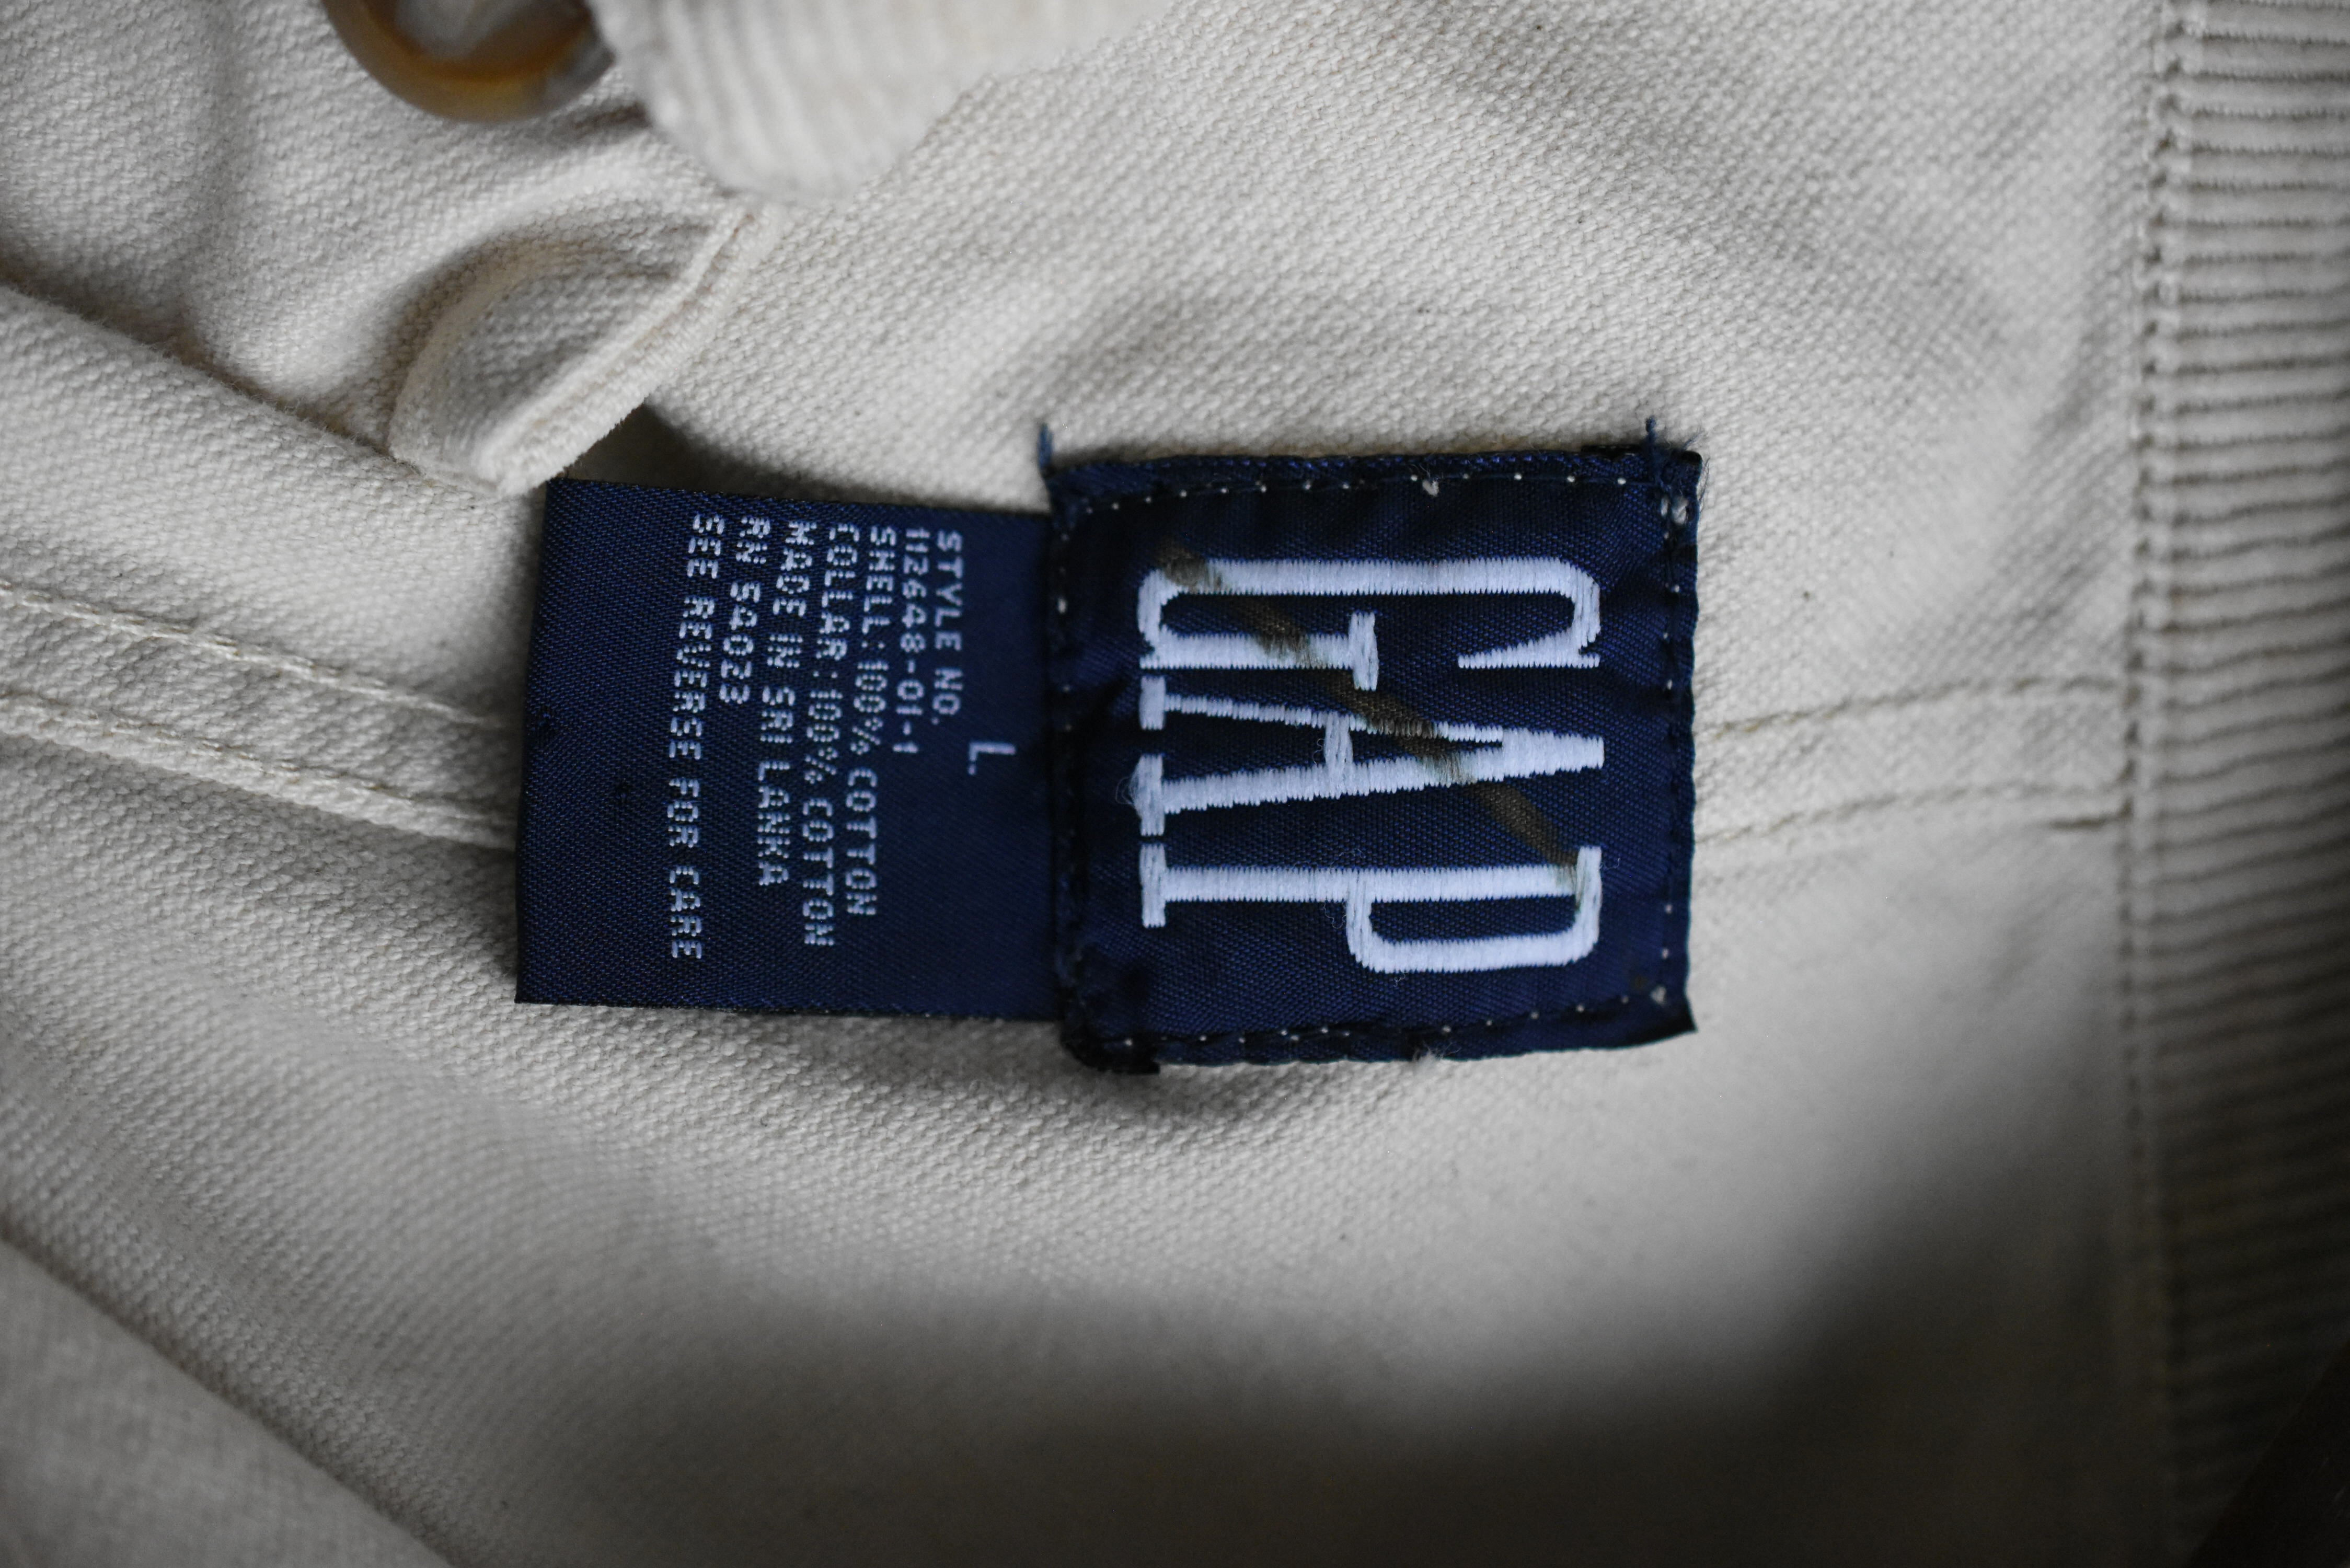 GAP
L.
STYLE NO.
112648-01-1
SHELL: 100% COTTON
COLLAR: 100% COTTON
MADE IN SRI LANKA
RN 54023
SEE REVERSE FOR CARE